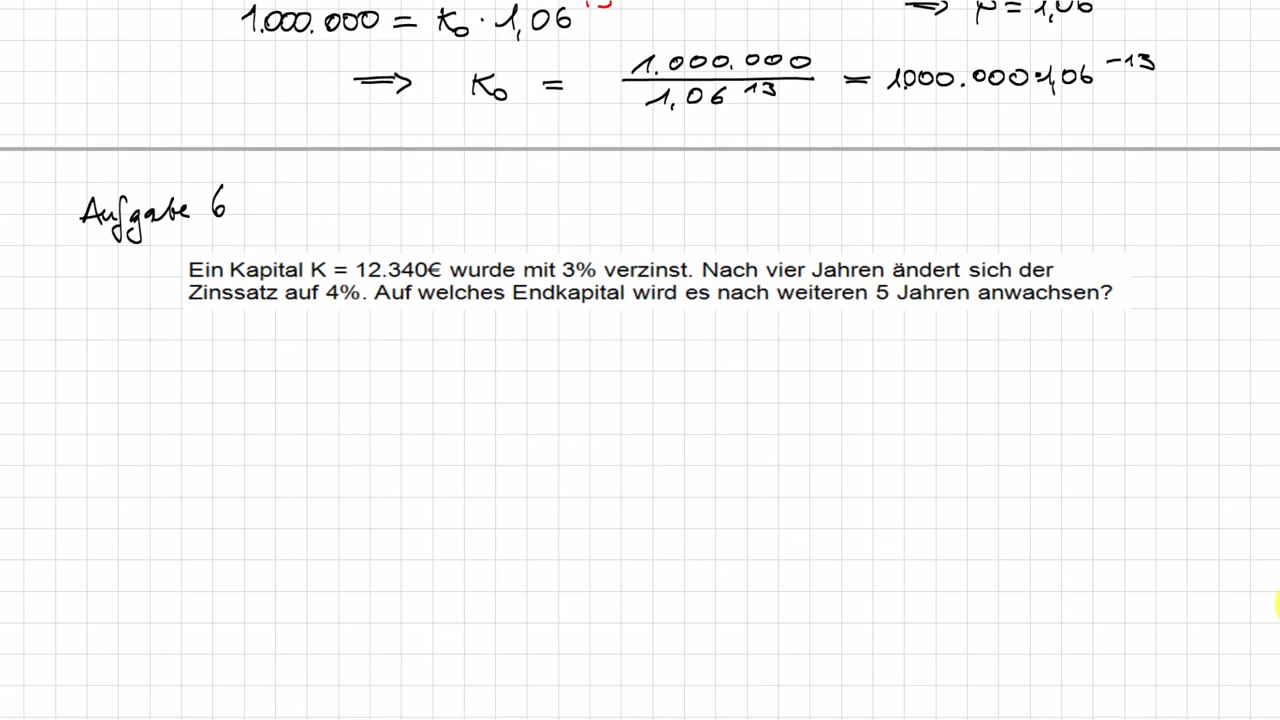 1.000.000 = K₀ · 1,06
⟹ K₀ = 1.000.000 / 1,06¹³ = 1.000.000·1,06⁻¹³
Aufgabe 6
Ein Kapital K = 12.340€ wurde mit 3% verzinst. Nach vier Jahren ändert sich der
Zinssatz auf 4%. Auf welches Endkapital wird es nach weiteren 5 Jahren anwachsen?